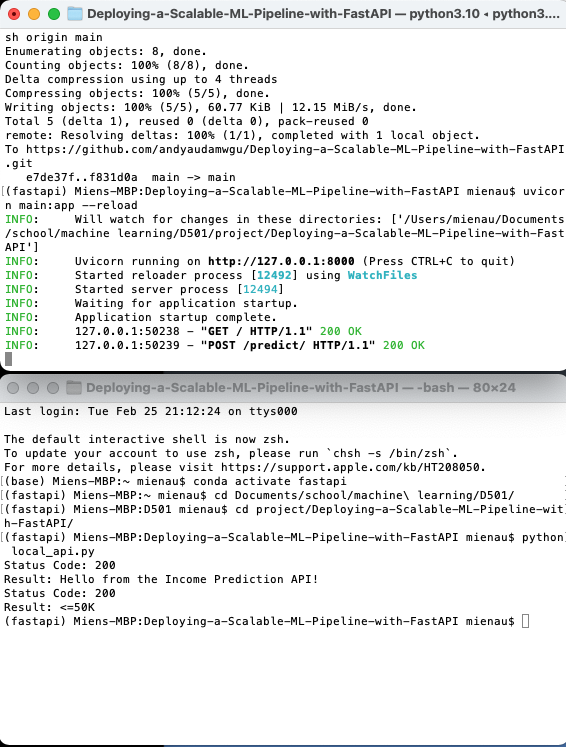 Deploying-a-Scalable-ML-Pipeline-with-FastAPI — python3.10 ◂ python3....
sh origin main
Enumerating objects: 8, done.
Counting objects: 100% (8/8), done.
Delta compression using up to 4 threads
Compressing objects: 100% (5/5), done.
Writing objects: 100% (5/5), 60.77 KiB | 12.15 MiB/s, done.
Total 5 (delta 1), reused 0 (delta 0), pack-reused 0
remote: Resolving deltas: 100% (1/1), completed with 1 local object.
To https://github.com/andyaudamwgu/Deploying-a-Scalable-ML-Pipeline-with-FastAPI
.git
   e7de37f..f831d0a  main -> main
(fastapi) Miens-MBP:Deploying-a-Scalable-ML-Pipeline-with-FastAPI mienau$ uvicor
n main:app --reload
INFO:     Will watch for changes in these directories: ['/Users/mienau/Documents
/school/machine learning/D501/project/Deploying-a-Scalable-ML-Pipeline-with-Fast
API']
INFO:     Uvicorn running on http://127.0.0.1:8000 (Press CTRL+C to quit)
INFO:     Started reloader process [12492] using WatchFiles
INFO:     Started server process [12494]
INFO:     Waiting for application startup.
INFO:     Application startup complete.
INFO:     127.0.0.1:50238 - "GET / HTTP/1.1" 200 OK
INFO:     127.0.0.1:50239 - "POST /predict/ HTTP/1.1" 200 OK
Deploying-a-Scalable-ML-Pipeline-with-FastAPI — -bash — 80×24
Last login: Tue Feb 25 21:12:24 on ttys000
The default interactive shell is now zsh.
To update your account to use zsh, please run `chsh -s /bin/zsh`.
For more details, please visit https://support.apple.com/kb/HT208050.
(base) Miens-MBP:~ mienau$ conda activate fastapi
(fastapi) Miens-MBP:~ mienau$ cd Documents/school/machine\ learning/D501/
(fastapi) Miens-MBP:D501 mienau$ cd project/Deploying-a-Scalable-ML-Pipeline-wit
h-FastAPI/
(fastapi) Miens-MBP:Deploying-a-Scalable-ML-Pipeline-with-FastAPI mienau$ python
 local_api.py
Status Code: 200
Result: Hello from the Income Prediction API!
Status Code: 200
Result: <=50K
(fastapi) Miens-MBP:Deploying-a-Scalable-ML-Pipeline-with-FastAPI mienau$